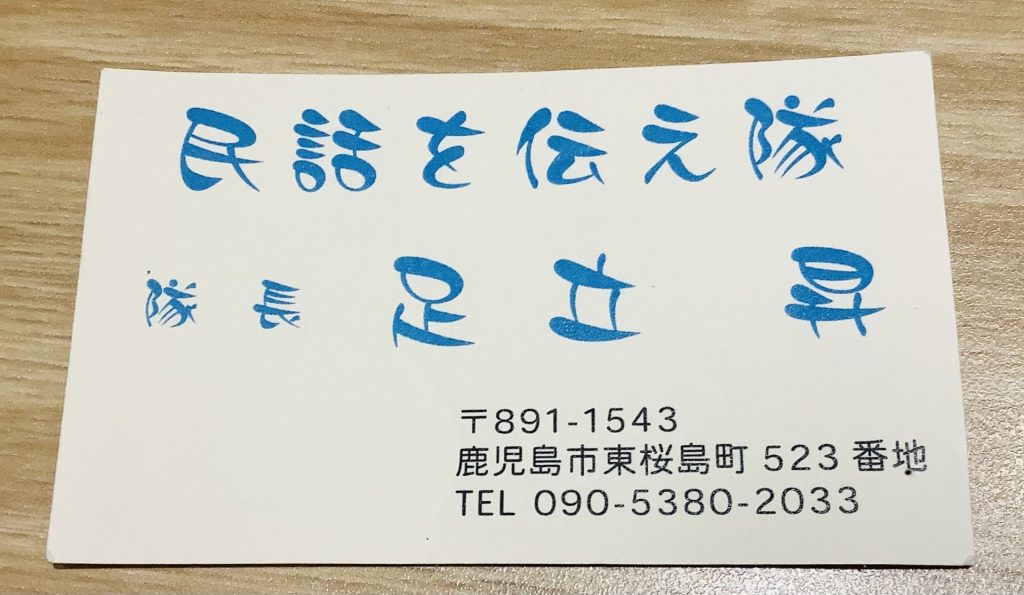 民話を伝え隊
隊長 足立 昇
〒891-1543
鹿児島市東桜島町 523 番地
TEL 090-5380-2033